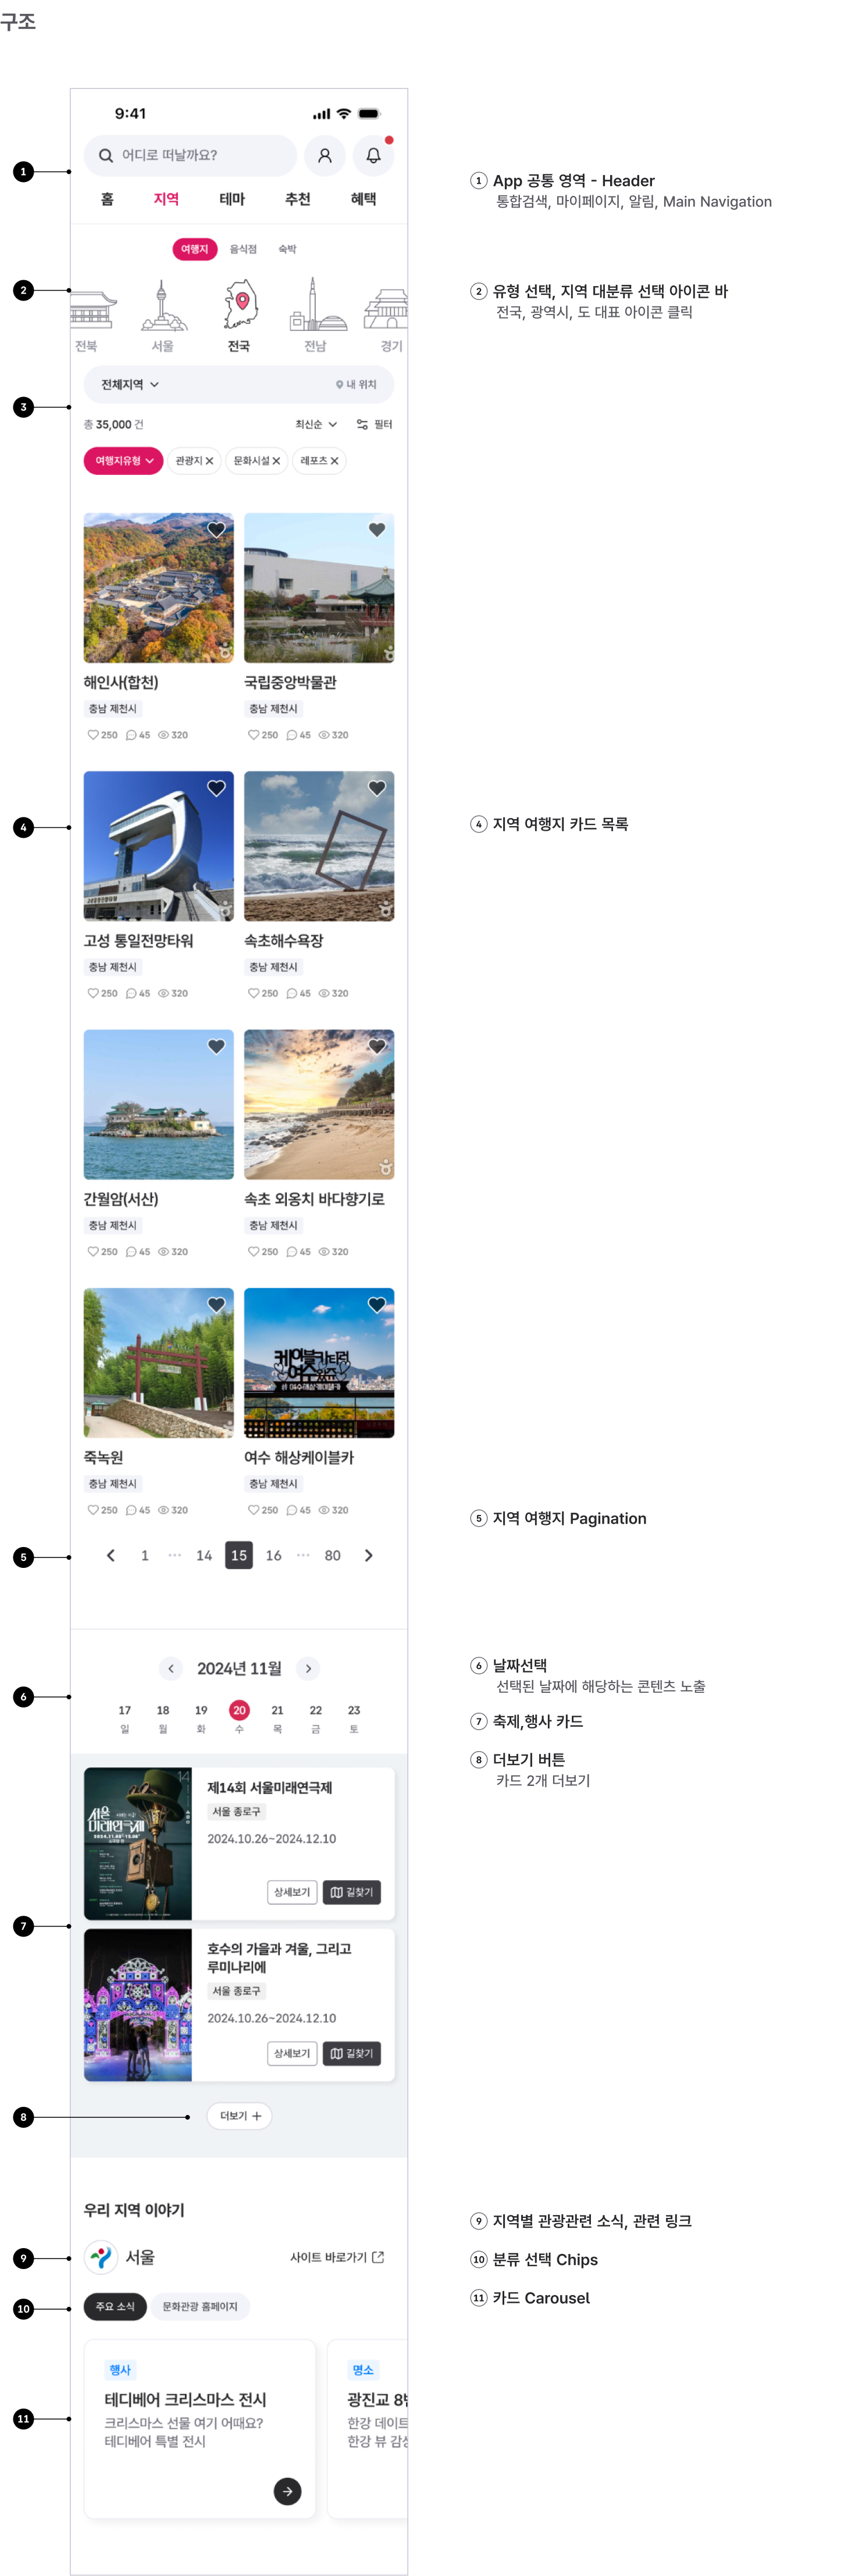 구조
9:41
어디로 떠날까요?
홈 지역 테마 추천 혜택
1
① App 공통 영역 - Header
통합검색, 마이페이지, 알림, Main Navigation
여행지 음식점 숙박
2
② 유형 선택, 지역 대분류 선택 아이콘 바
전국, 광역시, 도 대표 아이콘 클릭
전북 서울 전국 전남 경기
전체지역 내 위치
3
총 35,000 건 최신순 필터
여행지유형 관광지 문화시설 레포츠
해인사(합천) 국립중앙박물관
충남 제천시 충남 제천시
250 45 320 250 45 320
4
④ 지역 여행지 카드 목록
고성 통일전망타워 속초해수욕장
충남 제천시 충남 제천시
250 45 320 250 45 320
간월암(서산) 속초 외옹치 바다향기로
충남 제천시 충남 제천시
250 45 320 250 45 320
케이블카타런
여수있쥬
죽녹원 여수 해상케이블카
충남 제천시 충남 제천시
250 45 320 250 45 320
⑤ 지역 여행지 Pagination
5
1 ··· 14 15 16 ··· 80
2024년 11월
6
⑥ 날짜선택
선택된 날짜에 해당하는 콘텐츠 노출
17 18 19 20 21 22 23
일 월 화 수 목 금 토
⑦ 축제,행사 카드
⑧ 더보기 버튼
카드 2개 더보기
14
서울
미래연극제
제14회 서울미래연극제
서울 종로구
2024.10.26~2024.12.10
상세보기 길찾기
7
호수의 가을과 겨울, 그리고
루미나리에
서울 종로구
2024.10.26~2024.12.10
상세보기 길찾기
8
더보기
우리 지역 이야기
⑨ 지역별 관광관련 소식, 관련 링크
9
서울 사이트 바로가기
⑩ 분류 선택 Chips
10
주요 소식 문화관광 홈페이지
⑪ 카드 Carousel
11
행사 명소
테디베어 크리스마스 전시 광진교 8
크리스마스 선물 여기 어때요? 한강 데이트
테디베어 특별 전시 한강 뷰 감성